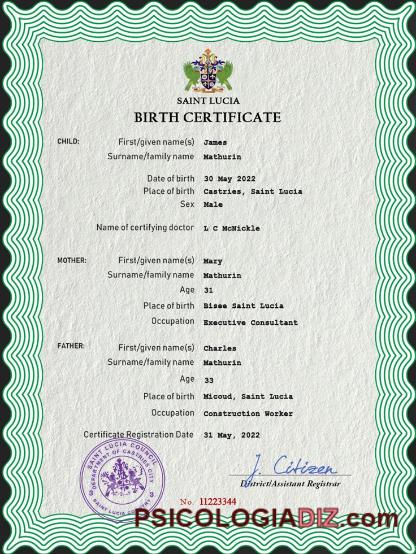 SAINT LUCIA
BIRTH CERTIFICATE
CHILD: First/given name(s) James
Surname/family name Mathurin
Date of birth 30 May 2022
Place of birth Castries, Saint Lucia
Sex Male
Name of certifying doctor L C McNickle
MOTHER: First/given name(s) Mary
Surname/family name Mathurin
Age 31
Place of birth Bisee Saint Lucia
Occupation Executive Consultant
FATHER: First/given name(s) Charles
Surname/family name Mathurin
Age 33
Place of birth Micoud, Saint Lucia
Occupation Construction Worker
Certificate Registration Date 31 May, 2022
SAINT LUCIA COUNCIL
DEPARTMENT OF CASTRIES CITY
SAINT LUCIA COUNCIL
J. Citizen
District/Assistant Registrar
No. 11223344
PSICOLOGIADIZ.com